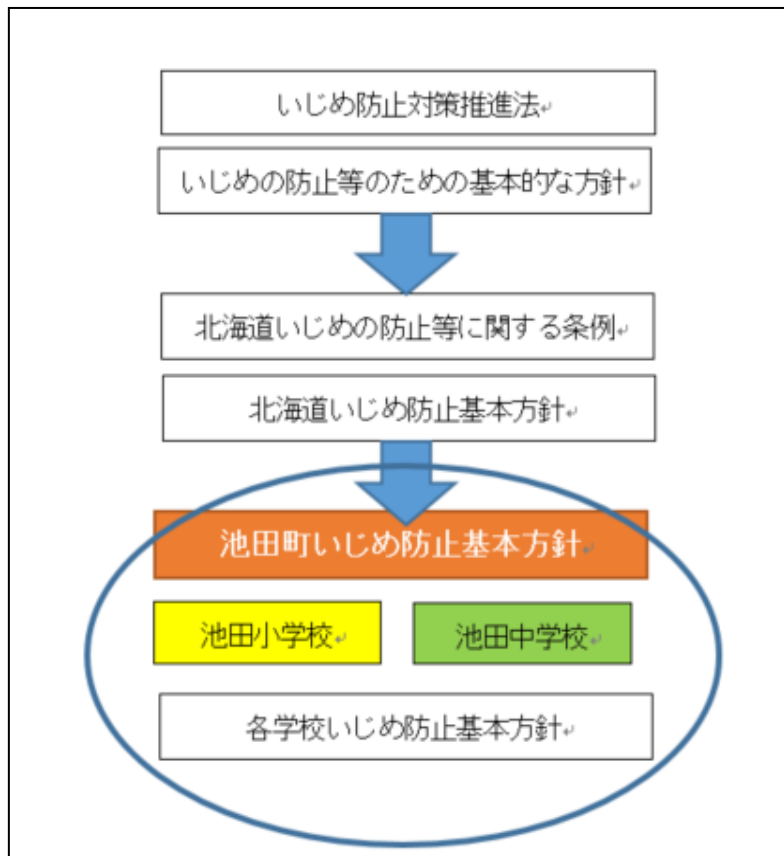 いじめ防止対策推進法
いじめの防止等のための基本的な方針
北海道いじめの防止等に関する条例
北海道いじめ防止基本方針
池田町いじめ防止基本方針
池田小学校
池田中学校
各学校いじめ防止基本方針